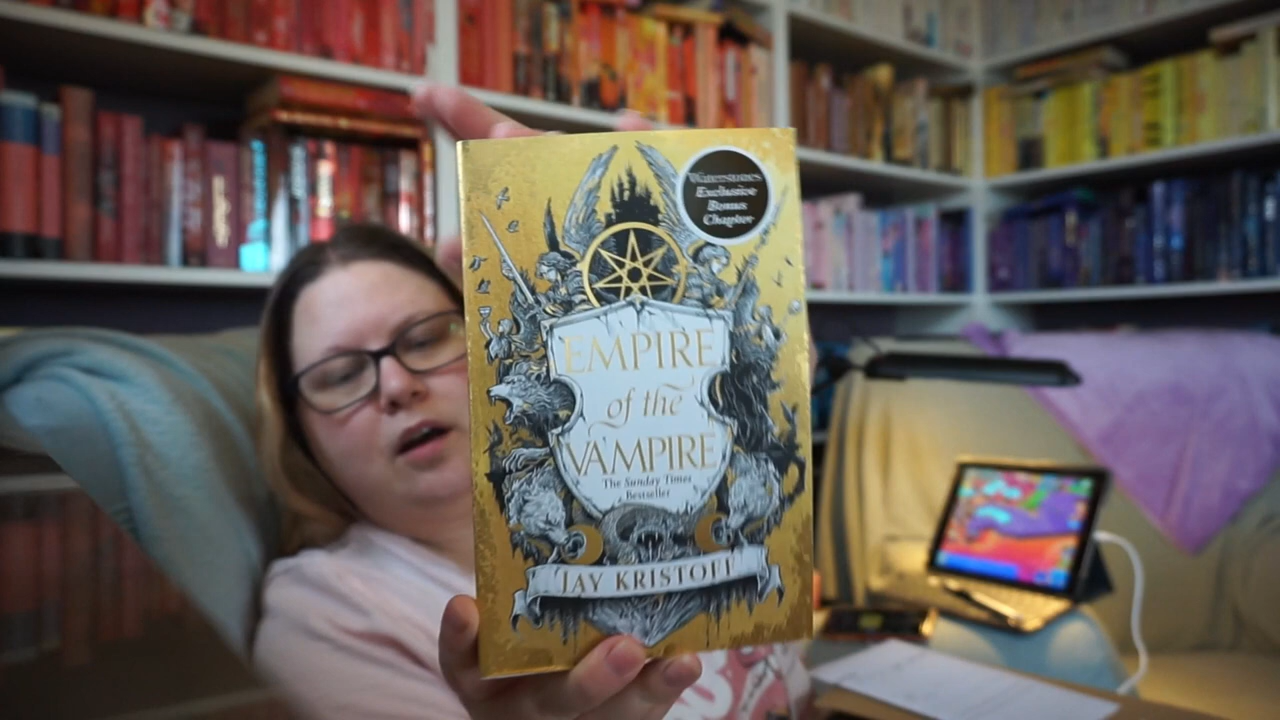 Waterstones
Exclusive
Bonus
Chapter
EMPIRE
of the
VAMPIRE
The Sunday Times
Bestseller
JAY KRISTOFF